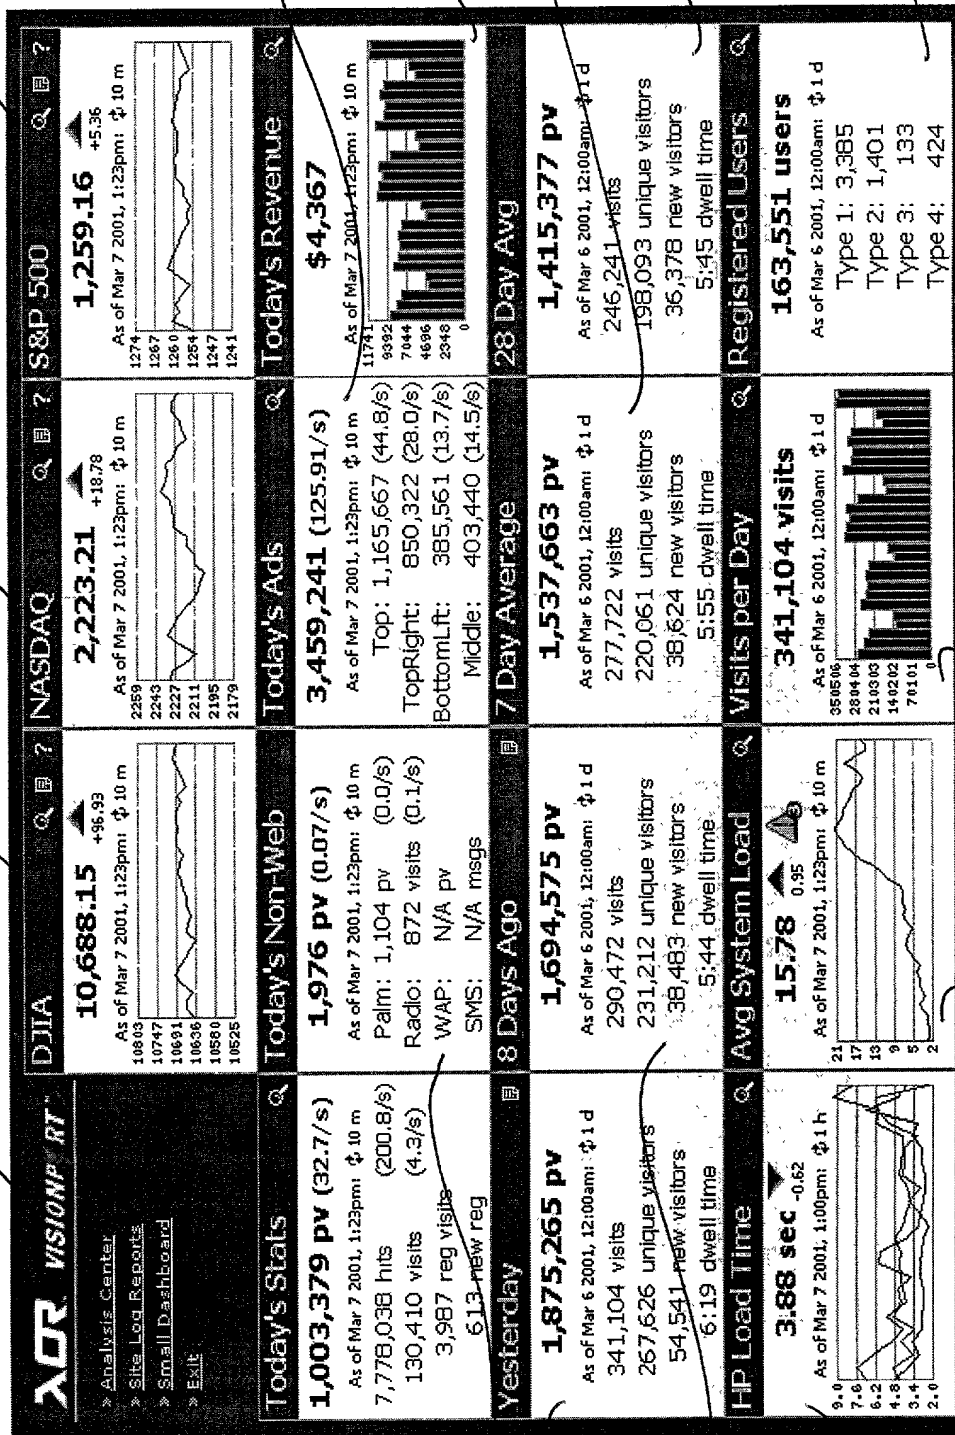 XOR VISIONPORT
» Analysis Center
» Site Log Reports
» Small Dashboard
» Exit
DJIA ?
10,688.15
+96.93
As of Mar 7 2001, 1:23pm: 10 m
10803
10747
10691
10636
10580
10525
NASDAQ ?
2,223.21
+18.78
As of Mar 7 2001, 1:23pm: 10 m
2259
2243
2227
2211
2195
2179
S&P 500 ?
1,259.16
+5.36
As of Mar 7 2001, 1:23pm: 10 m
1274
1267
1260
1254
1247
1241
Today's Stats
1,003,379 pv (32.7/s)
As of Mar 7 2001, 1:23pm: 10 m
7,778,038 hits (200.8/s)
130,410 visits (4.3/s)
3,987 reg visits
613 new reg
Today's Non-Web
1,976 pv (0.07/s)
As of Mar 7 2001, 1:23pm: 10 m
Palm: 1,104 pv (0.0/s)
Radio: 872 visits (0.1/s)
WAP: N/A pv
SMS: N/A msgs
Today's Ads
3,459,241 (125.91/s)
As of Mar 7 2001, 1:23pm: 10 m
Top: 1,165,667 (44.8/s)
TopRight: 850,322 (28.0/s)
BottomLft: 385,561 (13.7/s)
Middle: 403,440 (14.5/s)
Today's Revenue
$4,367
As of Mar 7 2001, 1:23pm: 10 m
11741
9392
7044
4696
2348
0
Yesterday
1,875,265 pv
As of Mar 6 2001, 12:00am: 1 d
341,104 visits
267,626 unique visitors
54,541 new visitors
6:19 dwell time
8 Days Ago
1,694,575 pv
As of Mar 6 2001, 12:00am: 1 d
290,472 visits
231,212 unique visitors
38,483 new visitors
5:44 dwell time
7 Day Average
1,537,663 pv
As of Mar 6 2001, 12:00am: 1 d
277,722 visits
220,061 unique visitors
38,624 new visitors
5:55 dwell time
28 Day Avg
1,415,377 pv
As of Mar 6 2001, 12:00am: 1 d
246,241 visits
198,093 unique visitors
36,378 new visitors
5:45 dwell time
HP Load Time
3.88 sec
-0.62
As of Mar 7 2001, 1:00pm: 1 h
9.0
7.6
6.2
4.8
3.4
2.0
Avg System Load
15.78
0.95
As of Mar 7 2001, 1:23pm: 10 m
21
17
13
9
5
2
Visits per Day
341,104 visits
As of Mar 6 2001, 12:00am: 1 d
350506
280404
210303
140202
70101
0
Registered Users
163,551 users
As of Mar 6 2001, 12:00am: 1 d
Type 1: 3,385
Type 2: 1,401
Type 3: 133
Type 4: 424